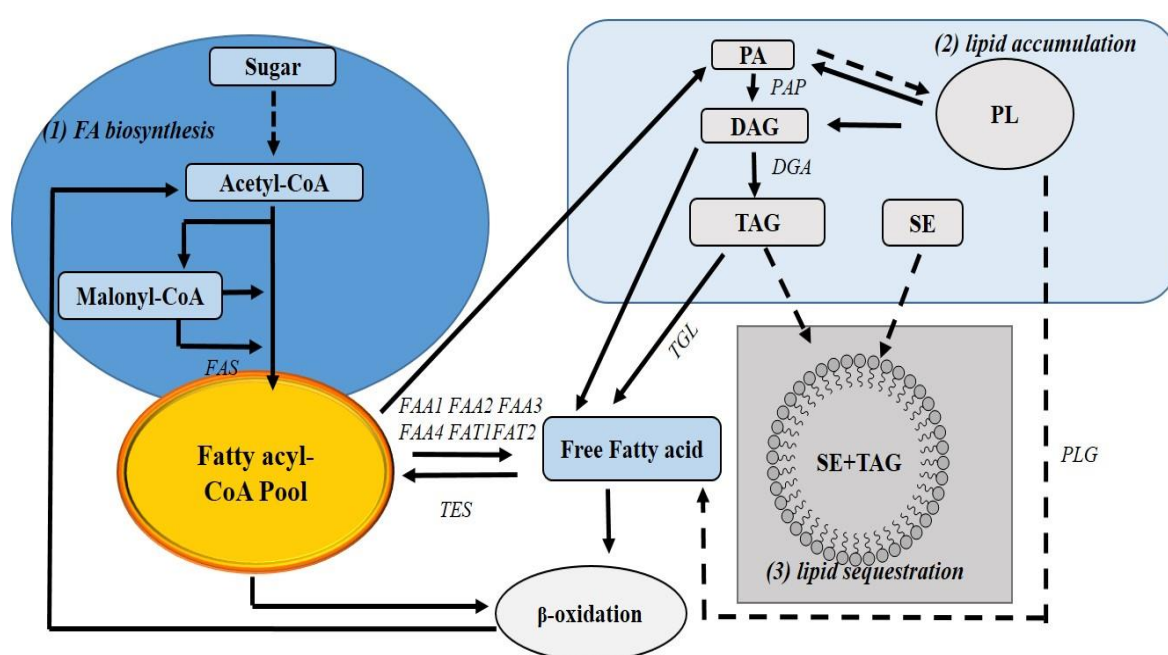 Sugar
(1) FA biosynthesis
Acetyl-CoA
Malonyl-CoA
FAS
Fatty acyl-
CoA Pool
FAA1 FAA2 FAA3
FAA4 FAT1FAT2
TES
Free Fatty acid
β-oxidation
(2) lipid accumulation
PA
PAP
PL
DAG
DGA
TAG
SE
TGL
SE+TAG
(3) lipid sequestration
PLG